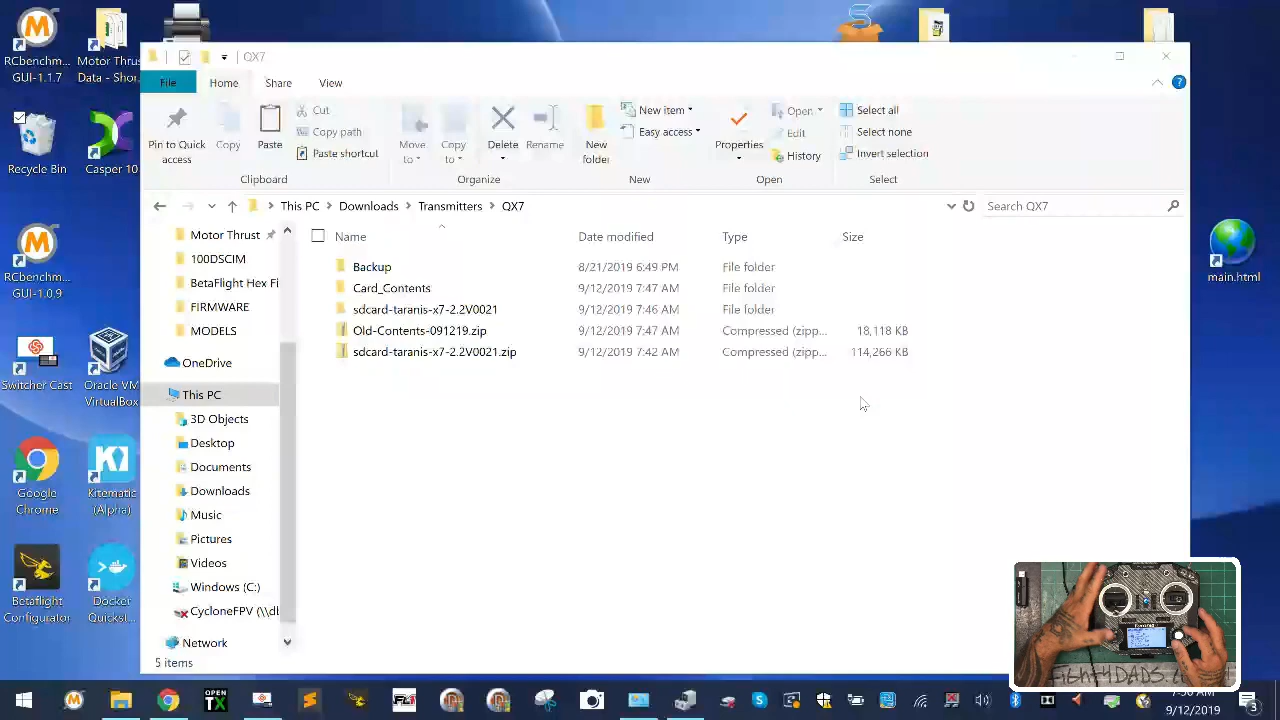 QX7
File
Home
Share
View
Pin to Quick access
Copy
Paste
Cut
Copy path
Paste shortcut
Clipboard
Move to
Copy to
Delete
Rename
Organize
New folder
New item
Easy access
New
Properties
Open
Edit
History
Open
Select all
Select none
Invert selection
Select
This PC > Downloads > Transmitters > QX7
Search QX7
Name Date modified Type Size
Backup 8/21/2019 6:49 PM File folder
Card_Contents 9/12/2019 7:47 AM File folder
sdcard-taranis-x7-2.2V0021 9/12/2019 7:46 AM File folder
Old-Contents-091219.zip 9/12/2019 7:47 AM Compressed (zipp... 18,118 KB
sdcard-taranis-x7-2.2V0021.zip 9/12/2019 7:42 AM Compressed (zipp... 114,266 KB
Motor Thrust
100DSCIM
BetaFlight Hex Fi
FIRMWARE
MODELS
OneDrive
This PC
3D Objects
Desktop
Documents
Downloads
Music
Pictures
Videos
Windows (C:)
CycloneFPV (\\dl
Network
5 items
RCbench...
GUI-1.1.7
Motor Thrus
Data - Shor
Recycle Bin
Casper 10
RCbenchm...
GUI-1.0.9
Switcher Cast
Oracle VM
VirtualBox
Google
Chrome
Kitematic
(Alpha)
Betaflight
Configurator
Docker
Quickst...
main.html
OPEN
TX
9/12/2019
3